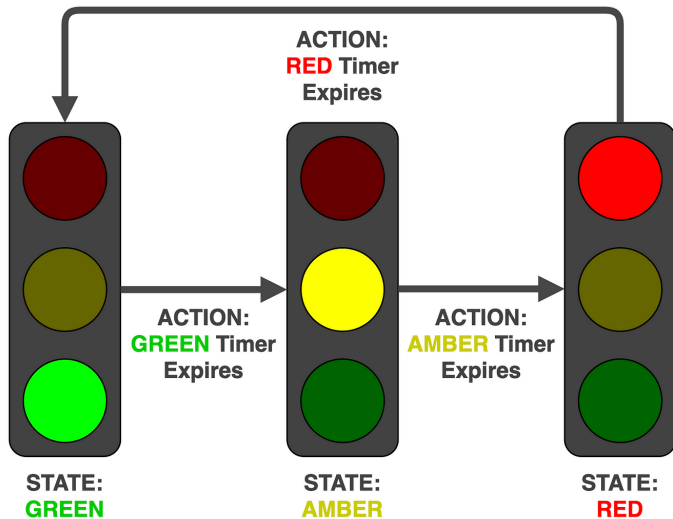 ACTION:
RED Timer
Expires
ACTION:
GREEN Timer
Expires
ACTION:
AMBER Timer
Expires
STATE:
GREEN
STATE:
AMBER
STATE:
RED